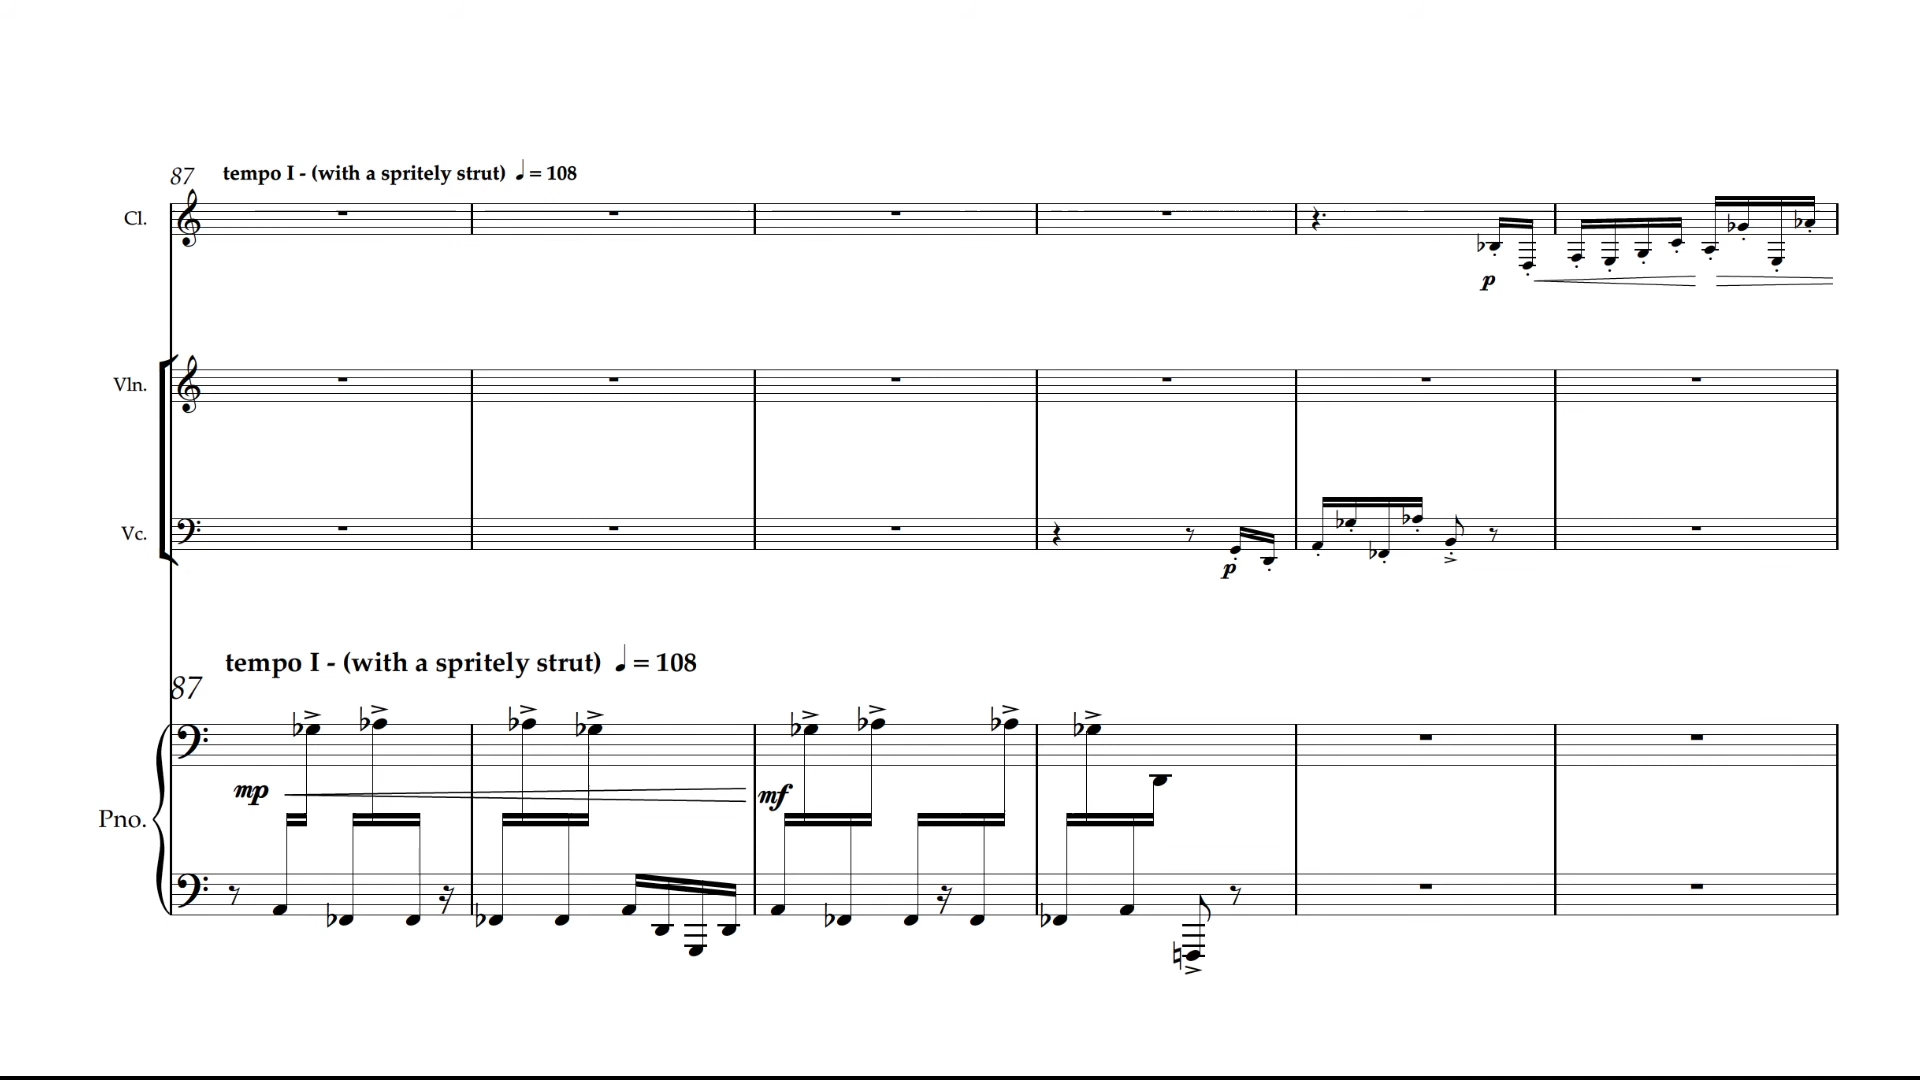 87 tempo I - (with a spritely strut) ♩ = 108
Cl.
p
Vln.
Vc.
p
tempo I - (with a spritely strut) ♩ = 108
87
mp mf
Pno.